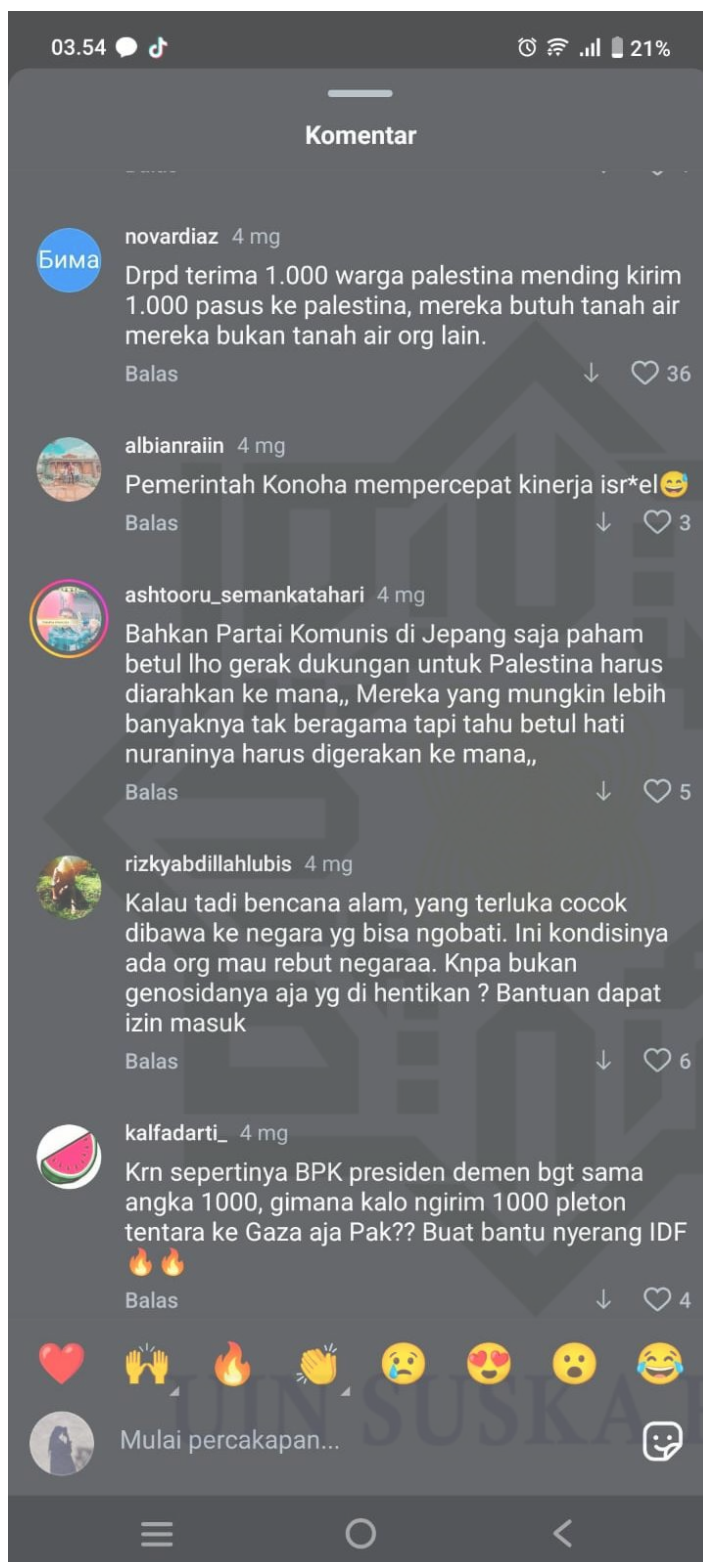 03.54 21%
Komentar
novardiaz 4 mg
Бима
Drpd terima 1.000 warga palestina mending kirim
1.000 pasus ke palestina, mereka butuh tanah air
mereka bukan tanah air org lain.
Balas 36
albianraiin 4 mg
Pemerintah Konoha mempercepat kinerja isr*el😅
Balas 3
ashtooru_semankatahari 4 mg
Bahkan Partai Komunis di Jepang saja paham
betul lho gerak dukungan untuk Palestina harus
diarahkan ke mana,, Mereka yang mungkin lebih
banyaknya tak beragama tapi tahu betul hati
nuraninya harus digerakan ke mana,,
Balas 5
rizkyabdillahlubis 4 mg
Kalau tadi bencana alam, yang terluka cocok
dibawa ke negara yg bisa ngobati. Ini kondisinya
ada org mau rebut negaraa. Knpa bukan
genosidanya aja yg di hentikan ? Bantuan dapat
izin masuk
Balas 6
kalfadarti_ 4 mg
Krn sepertinya BPK presiden demen bgt sama
angka 1000, gimana kalo ngirim 1000 pleton
tentara ke Gaza aja Pak?? Buat bantu nyerang IDF
🔥🔥
Balas 4
UIN SUSKA
Mulai percakapan...